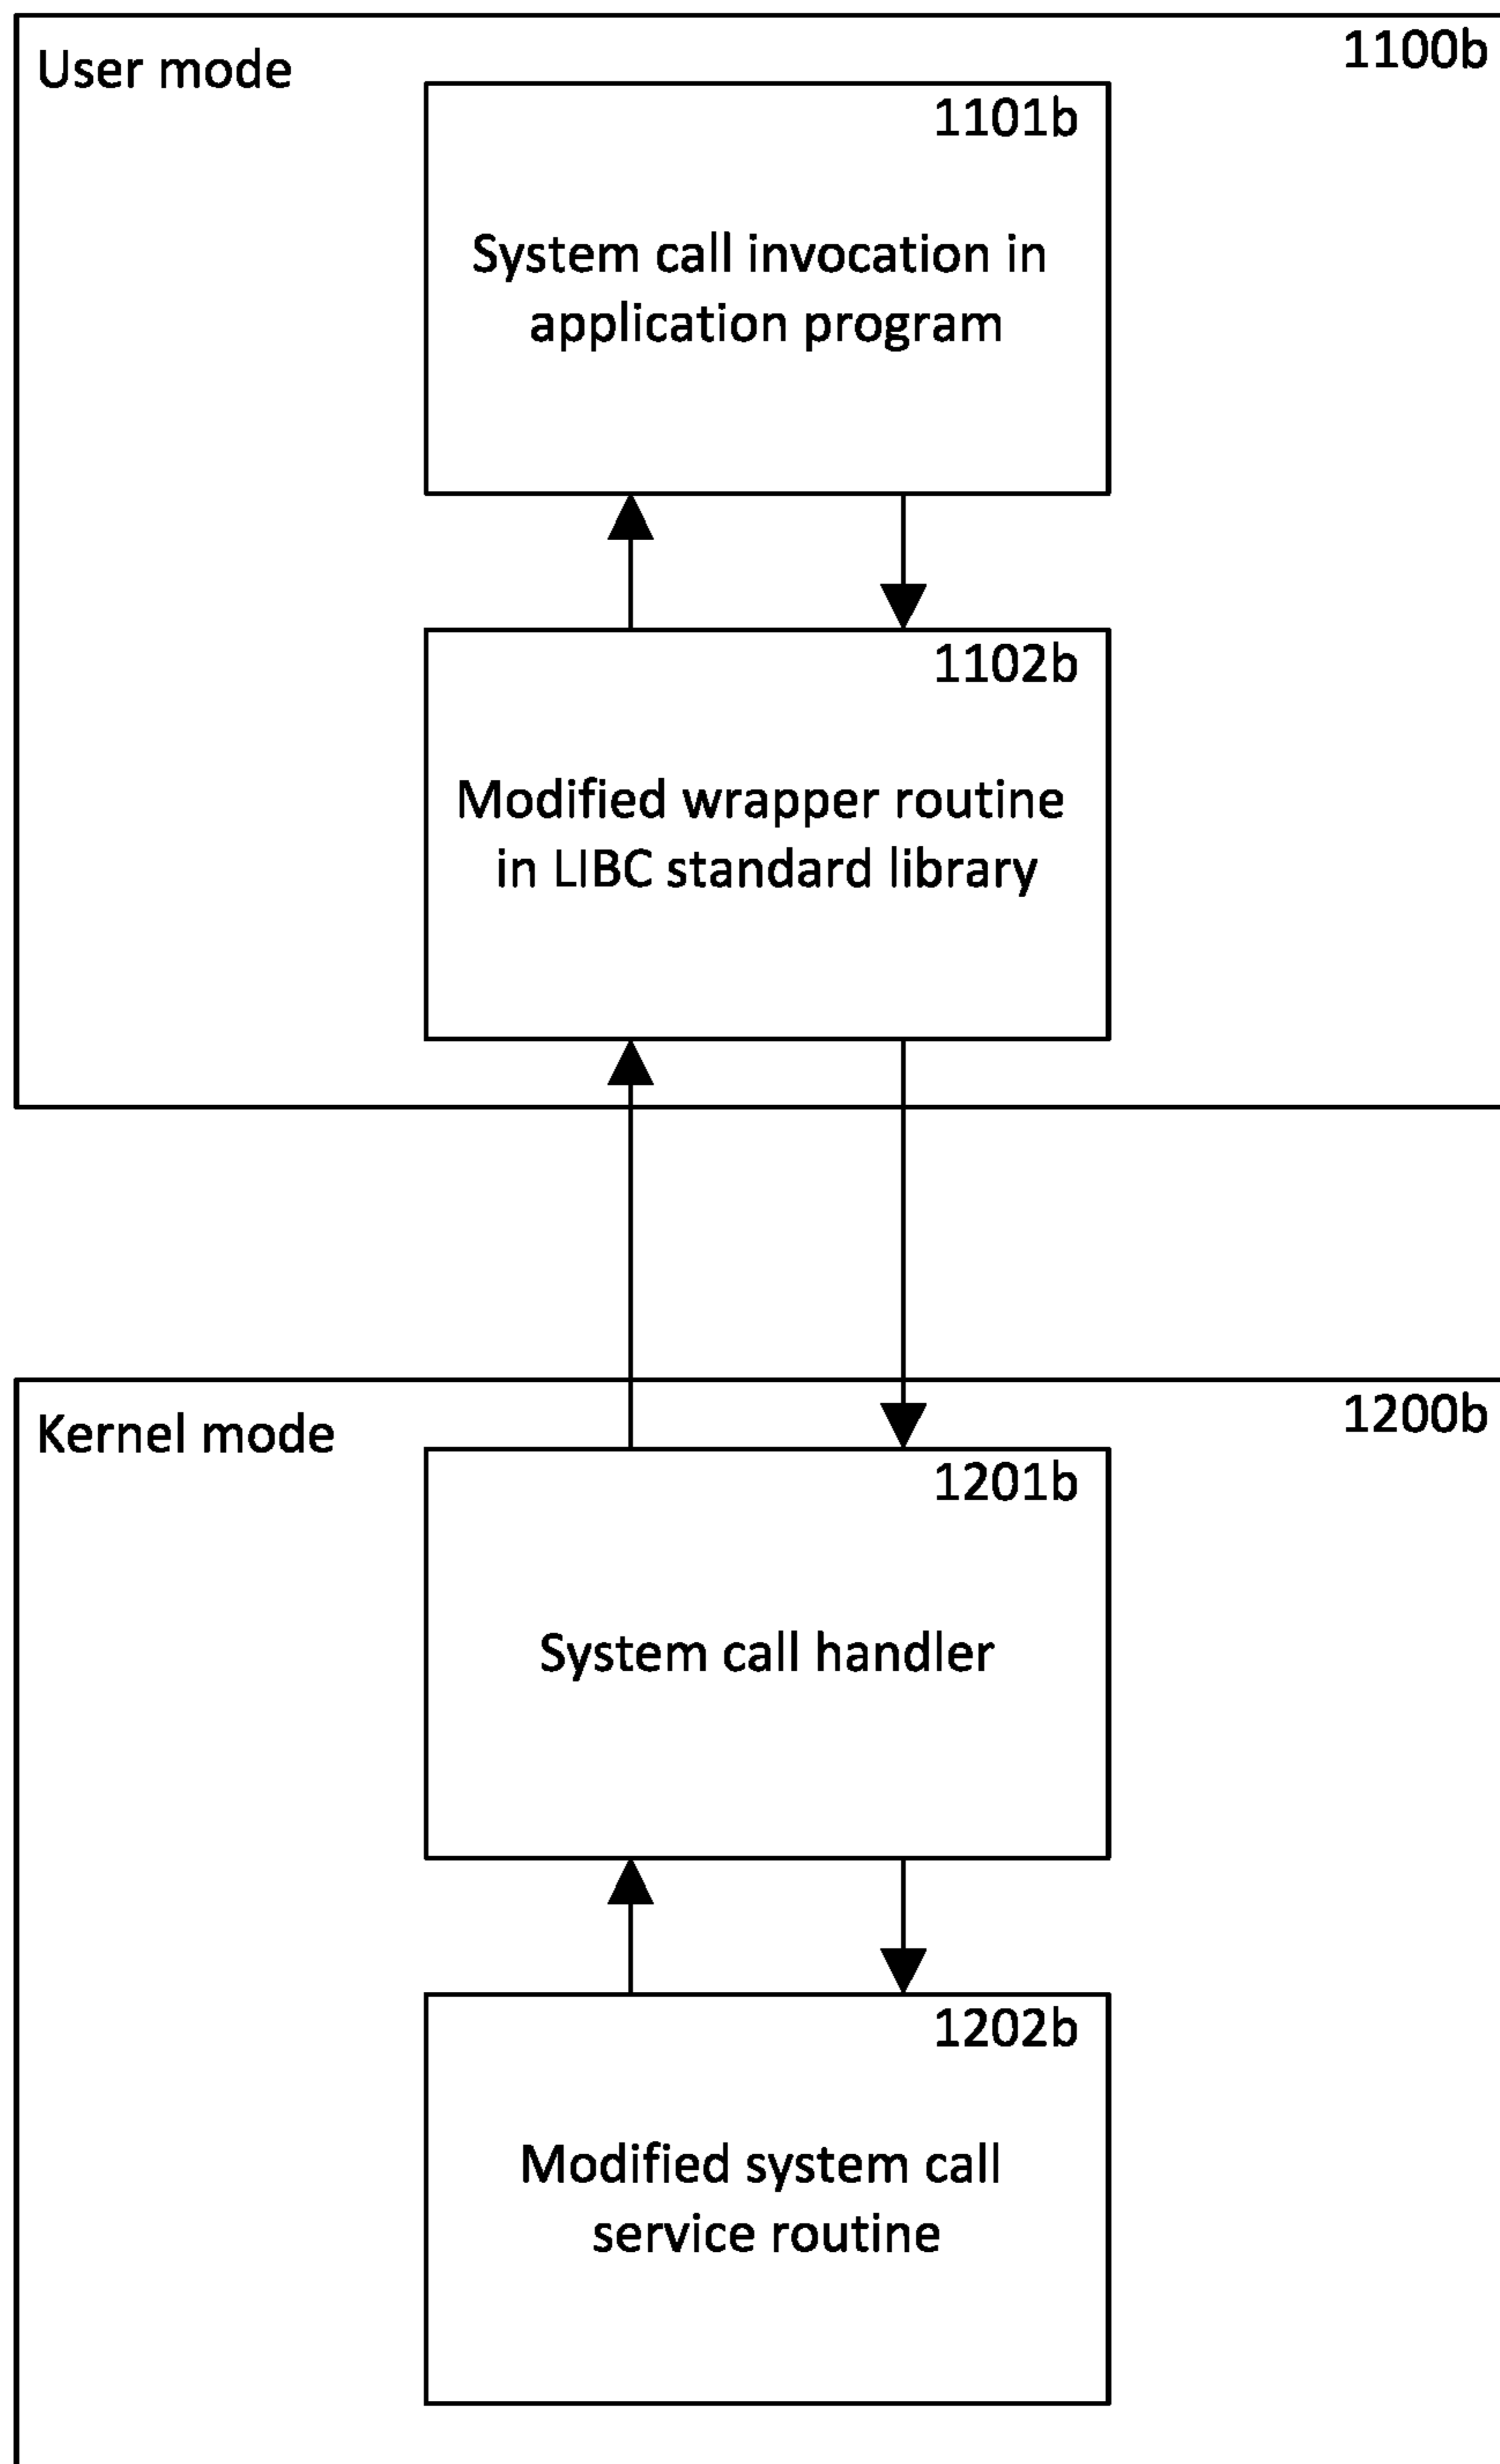 User mode
1100b
1101b
System call invocation in
application program
1102b
Modified wrapper routine
in LIBC standard library
Kernel mode
1200b
1201b
System call handler
1202b
Modified system call
service routine